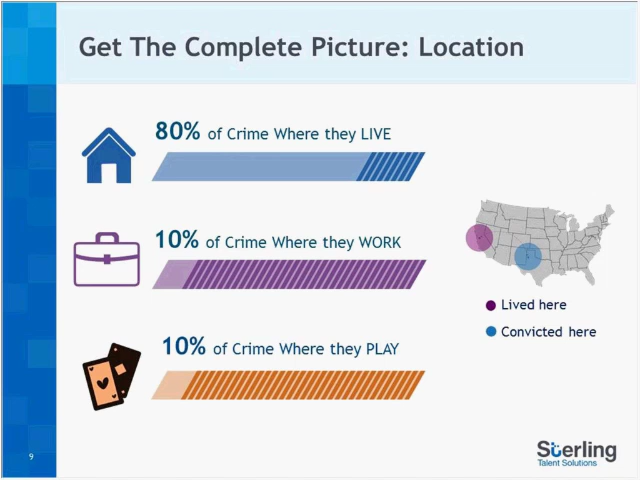 Get The Complete Picture: Location
80% of Crime Where they LIVE
10% of Crime Where they WORK
10% of Crime Where they PLAY
Lived here
Convicted here
9
Sterling
Talent Solutions